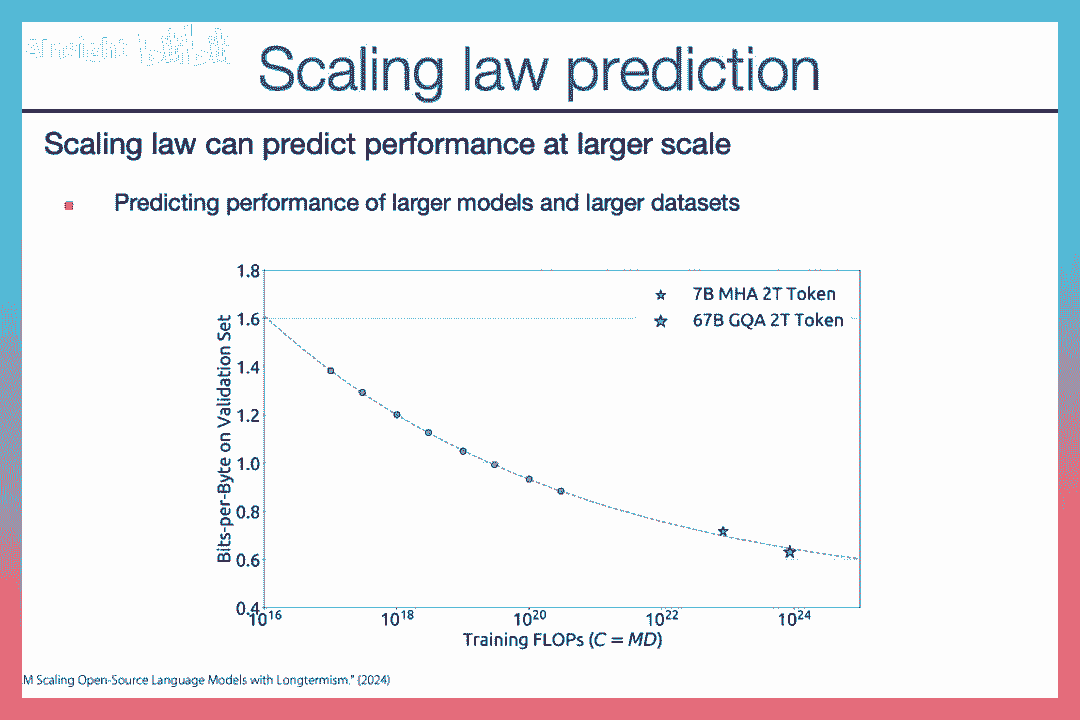 Scaling law prediction
Scaling law can predict performance at larger scale
Predicting performance of larger models and larger datasets
1.8
1.6
1.4
1.2
1.0
0.8
0.6
0.4
Bits-per-Byte on Validation Set
7B MHA 2T Token
67B GQA 2T Token
10^16 10^18 10^20 10^22 10^24
Training FLOPs (C = MD)
M Scaling Open-Source Language Models with Longtermism." (2024)